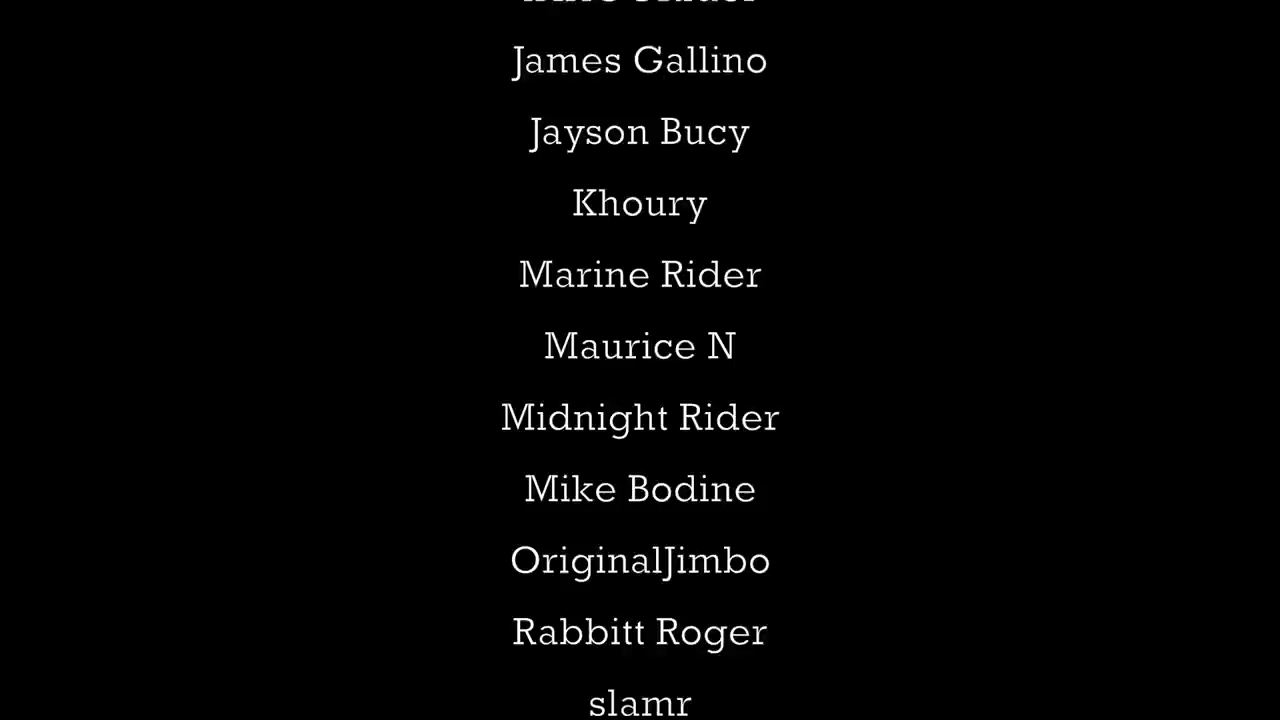 James Gallino
Jayson Bucy
Khoury
Marine Rider
Maurice N
Midnight Rider
Mike Bodine
OriginalJimbo
Rabbitt Roger
slamr